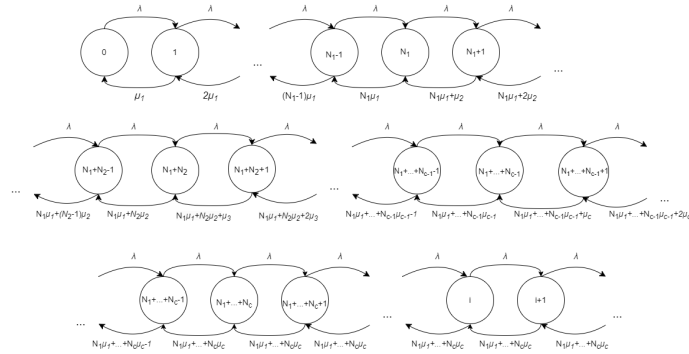 λ λ λ λ λ λ
0 1 ... N1-1 N1 N1+1 ...
μ1 2μ1 (N1-1)μ1 N1μ1 N1μ1+μ2 N1μ1+2μ2
λ λ λ λ λ λ λ λ
... N1+N2-1 N1+N2 N1+N2+1 ... N1+...+Nc-1-1 N1+...+Nc-1 N1+...+Nc-1+1 ...
N1μ1+(N2-1)μ2 N1μ1+N2μ2 N1μ1+N2μ2+μ3 N1μ1+N2μ2+2μ3 N1μ1+...+Nc-1μc-1-1 N1μ1+...+Nc-1μc-1 N1μ1+...+Nc-1μc-1+μc N1μ1+...+Nc-1μc-1+2μc
λ λ λ λ λ λ λ
... N1+...+Nc-1 N1+...+Nc N1+...+Nc+1 ... i i+1 ...
N1μ1+...+Ncμc-1 N1μ1+...+Ncμc N1μ1+...+Ncμc N1μ1+...+Ncμc N1μ1+...+Ncμc N1μ1+...+Ncμc N1μ1+...+Ncμc